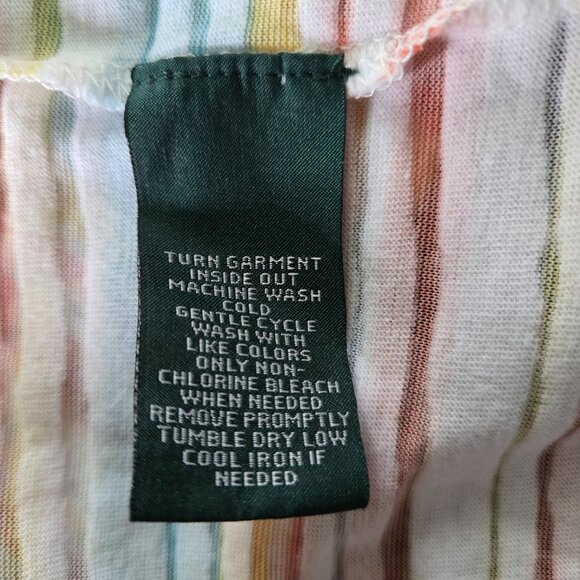 TURN GARMENT
INSIDE OUT
MACHINE WASH
COLD
GENTLE CYCLE
WASH WITH
LIKE COLORS
ONLY NON-
CHLORINE BLEACH
WHEN NEEDED
REMOVE PROMPTLY
TUMBLE DRY LOW
COOL IRON IF
NEEDED